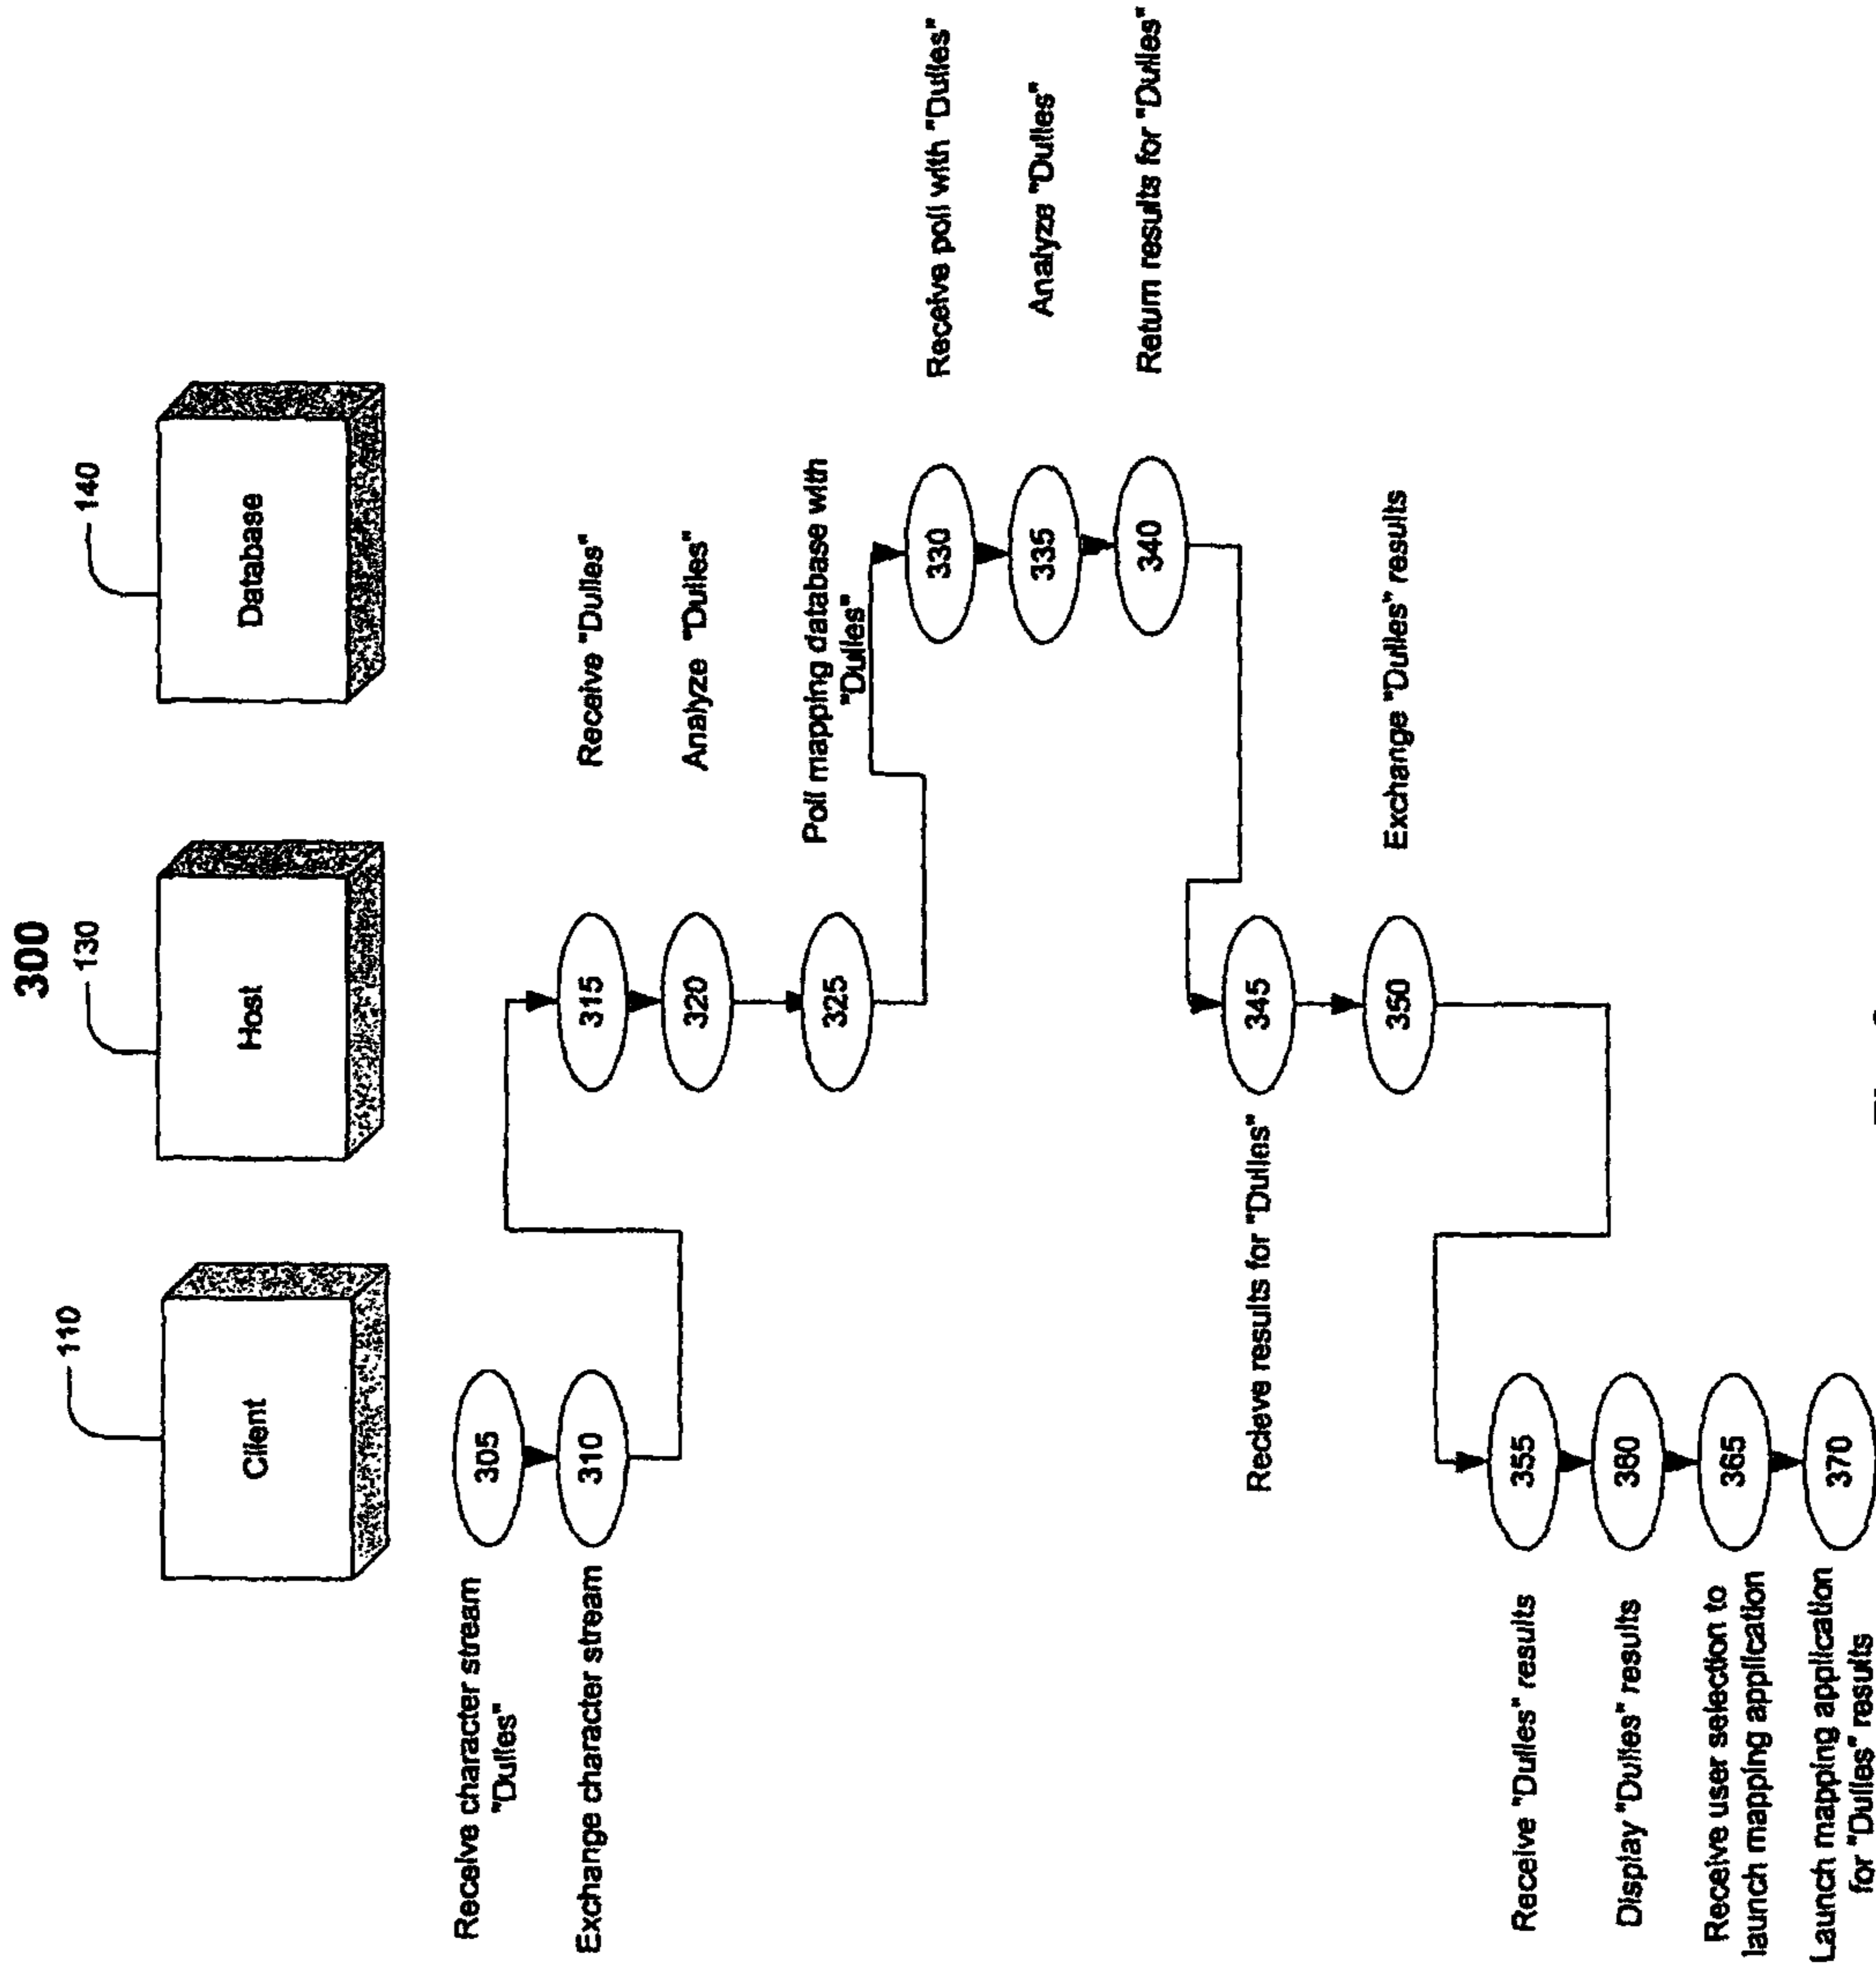 300
110
130
140
Client
Host
Database
Receive character stream
"Dulles"
305
Exchange character stream
310
315
Receive "Dulles"
320
Analyze "Dulles"
325
Poll mapping database with
"Dulles"
330
Receive poll with "Dulles"
335
Analyze "Dulles"
340
Return results for "Dulles"
Recieve results for "Dulles"
345
350
Exchange "Dulles" results
Receive "Dulles" results
355
Display "Dulles" results
380
Receive user selection to
launch mapping application
365
Launch mapping application
for "Dulles" results
370